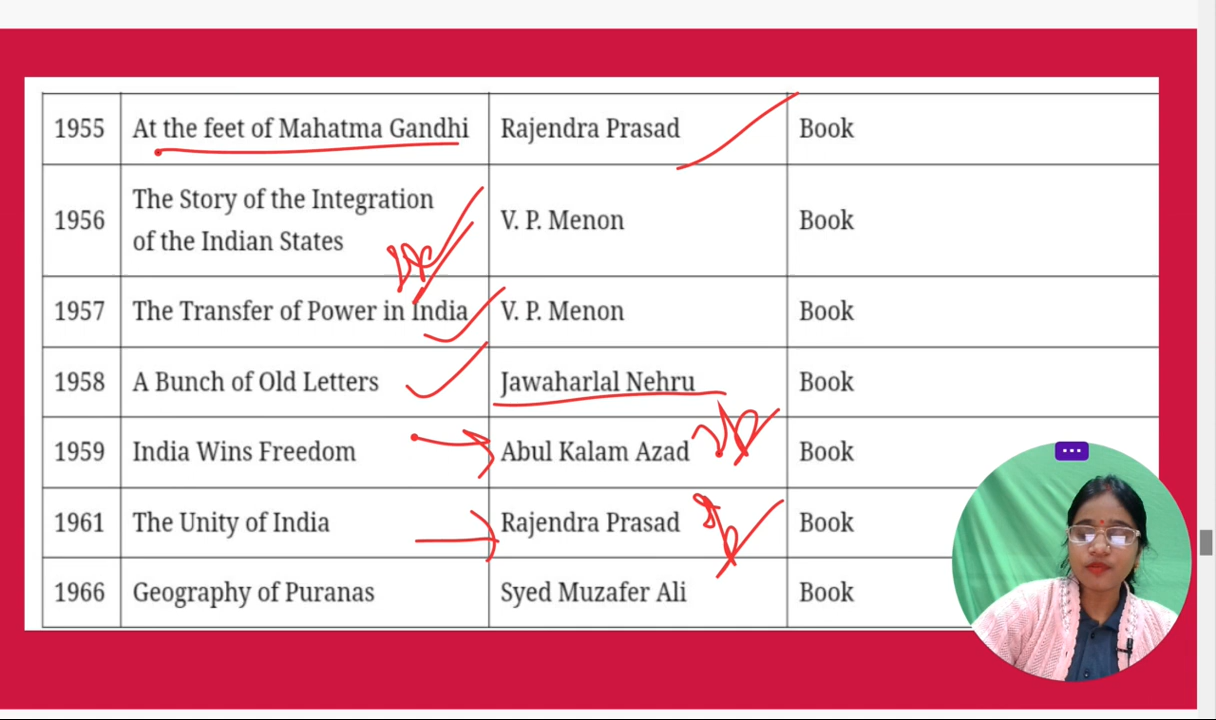 1955 At the feet of Mahatma Gandhi Rajendra Prasad Book
The Story of the Integration
1956 of the Indian States V. P. Menon Book
1957 The Transfer of Power in India V. P. Menon Book
1958 A Bunch of Old Letters Jawaharlal Nehru Book
1959 India Wins Freedom Abul Kalam Azad Book
1961 The Unity of India Rajendra Prasad Book
1966 Geography of Puranas Syed Muzafer Ali Book